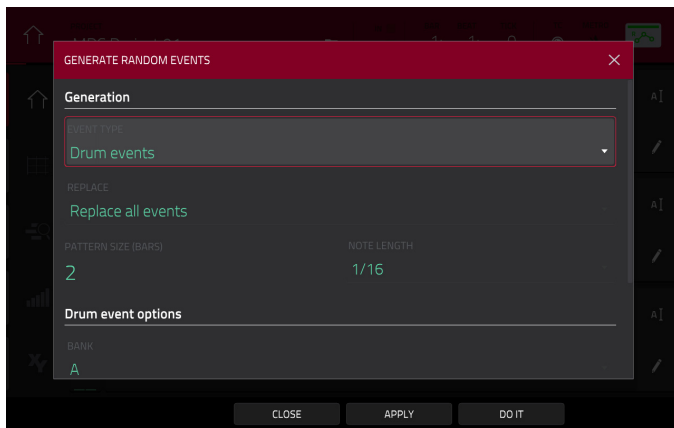 GENERATE RANDOM EVENTS
Generation
EVENT TYPE
Drum events
REPLACE
Replace all events
PATTERN SIZE (BARS) NOTE LENGTH
2 1/16
Drum event options
BANK
A
CLOSE APPLY DO IT